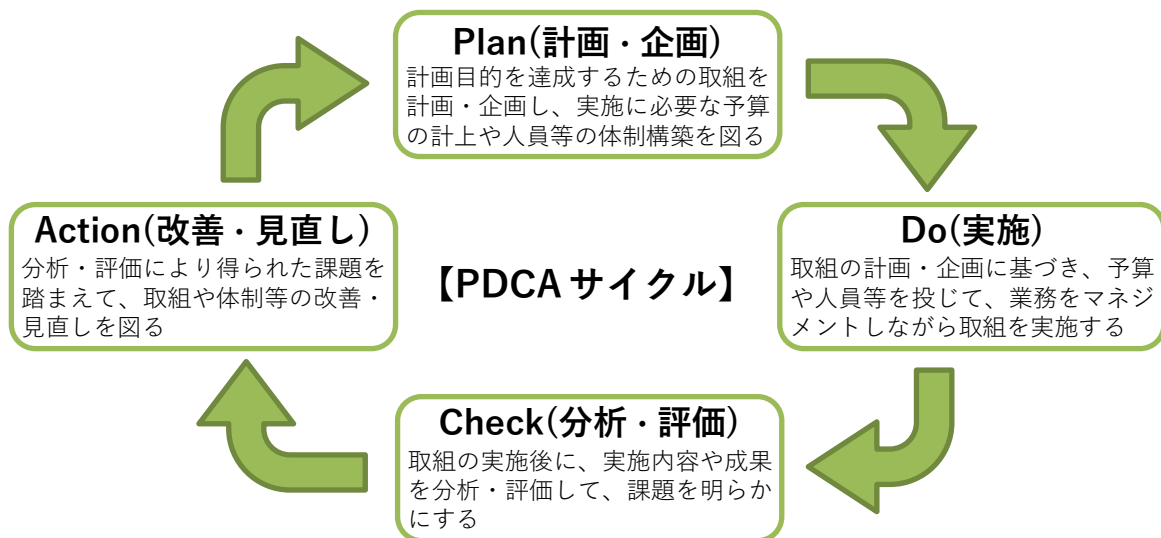 Plan(計画・企画)
計画目的を達成するための取組を
計画・企画し、実施に必要な予算
の計上や人員等の体制構築を図る
Action(改善・見直し)
分析・評価により得られた課題を
踏まえて、取組や体制等の改善・
見直しを図る
【PDCA サイクル】
Do(実施)
取組の計画・企画に基づき、予算
や人員等を投じて、業務をマネジ
メントしながら取組を実施する
Check(分析・評価)
取組の実施後に、実施内容や成果
を分析・評価して、課題を明らか
にする